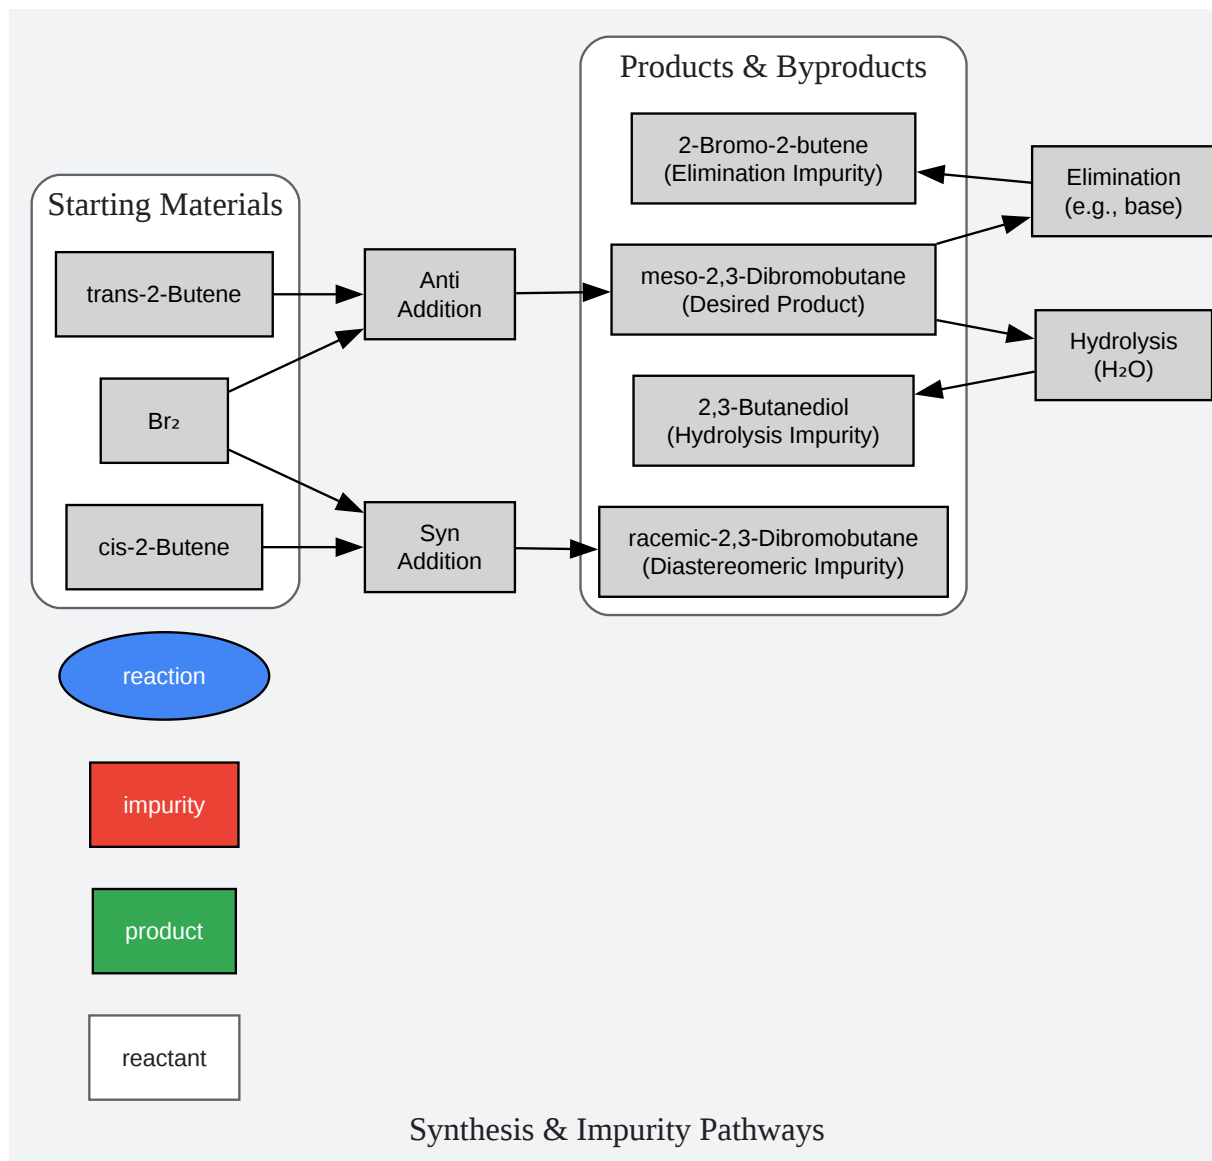 Products & Byproducts
2-Bromo-2-butene
(Elimination Impurity)
Elimination
(e.g., base)
Starting Materials
trans-2-Butene
Anti
Addition
meso-2,3-Dibromobutane
(Desired Product)
Hydrolysis
(H₂O)
Br₂
2,3-Butanediol
(Hydrolysis Impurity)
cis-2-Butene
Syn
Addition
racemic-2,3-Dibromobutane
(Diastereomeric Impurity)
reaction
impurity
product
reactant
Synthesis & Impurity Pathways